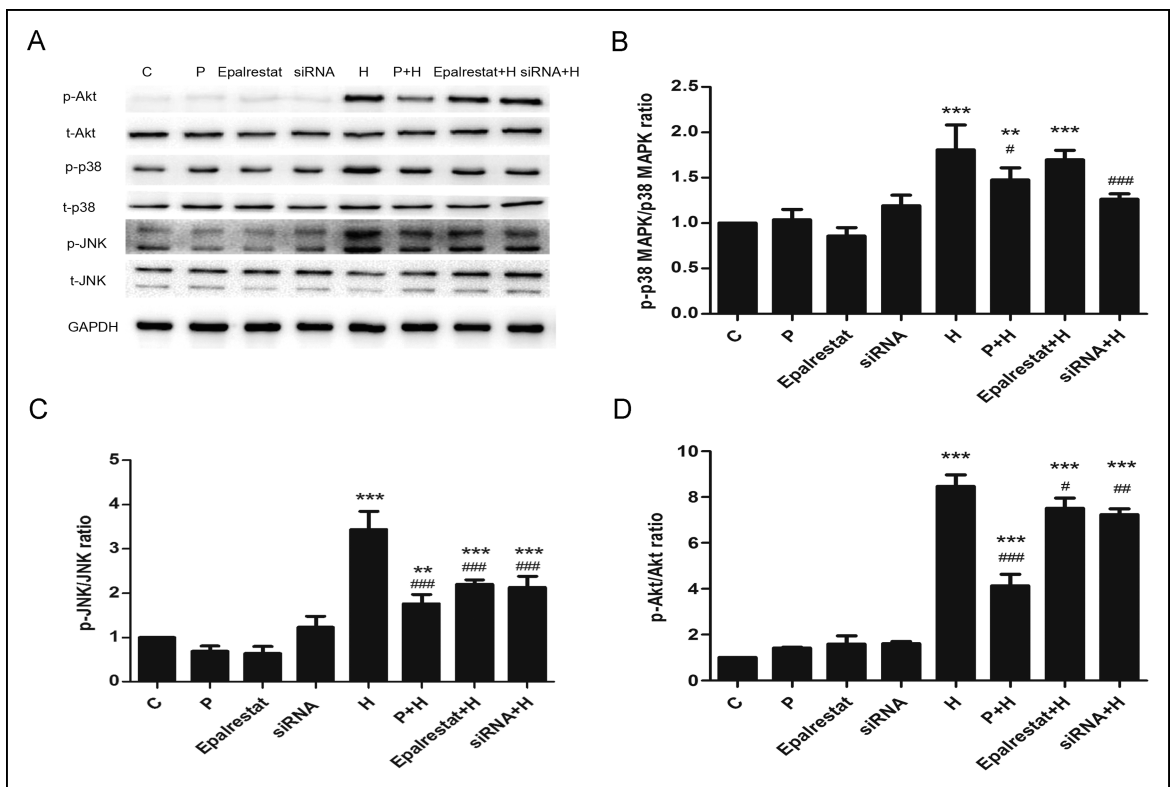 A
C P Epalrestat siRNA H P+H Epalrestat+H siRNA+H
p-Akt
t-Akt
p-p38
t-p38
p-JNK
t-JNK
GAPDH
B
p-p38 MAPK/p38 MAPK ratio
2.5
2.0
1.5
1.0
0.5
0.0
***
**
#
***
###
C
P
Epalrestat
siRNA
H
P+H
Epalrestat+H
siRNA+H
C
p-JNK/JNK ratio
5
4
3
2
1
0
***
**
###
***
###
***
###
C
P
Epalrestat
siRNA
H
P+H
Epalrestat+H
siRNA+H
D
p-Akt/Akt ratio
10
8
6
4
2
0
***
***
###
***
#
***
##
C
P
Epalrestat
siRNA
H
P+H
Epalrestat+H
siRNA+H